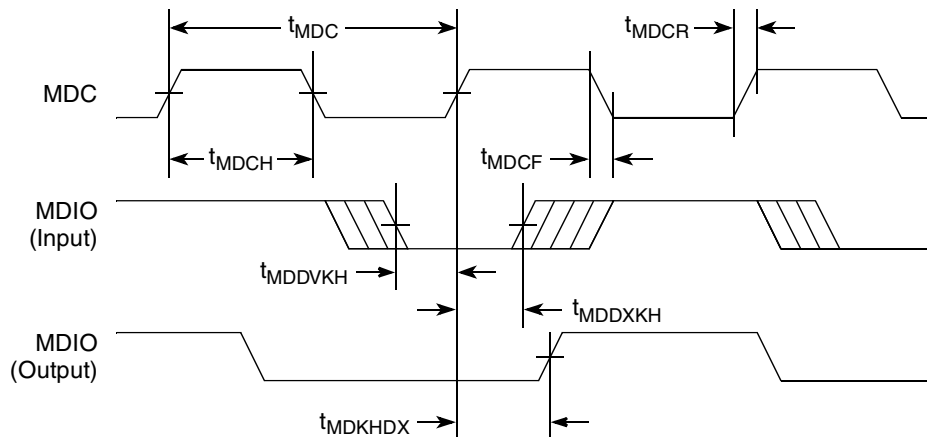 tMDC
tMDCR
MDC
tMDCH
tMDCF
MDIO
(Input)
tMDDVKH
tMDDXKH
MDIO
(Output)
tMDKHDX